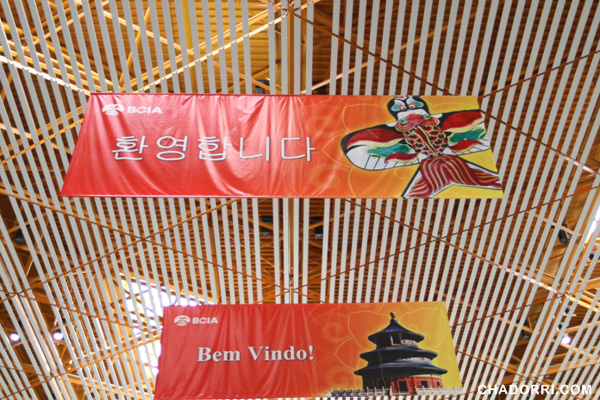 BCIA
환영합니다
BCIA
Bem Vindo!
CHADORRI.COM